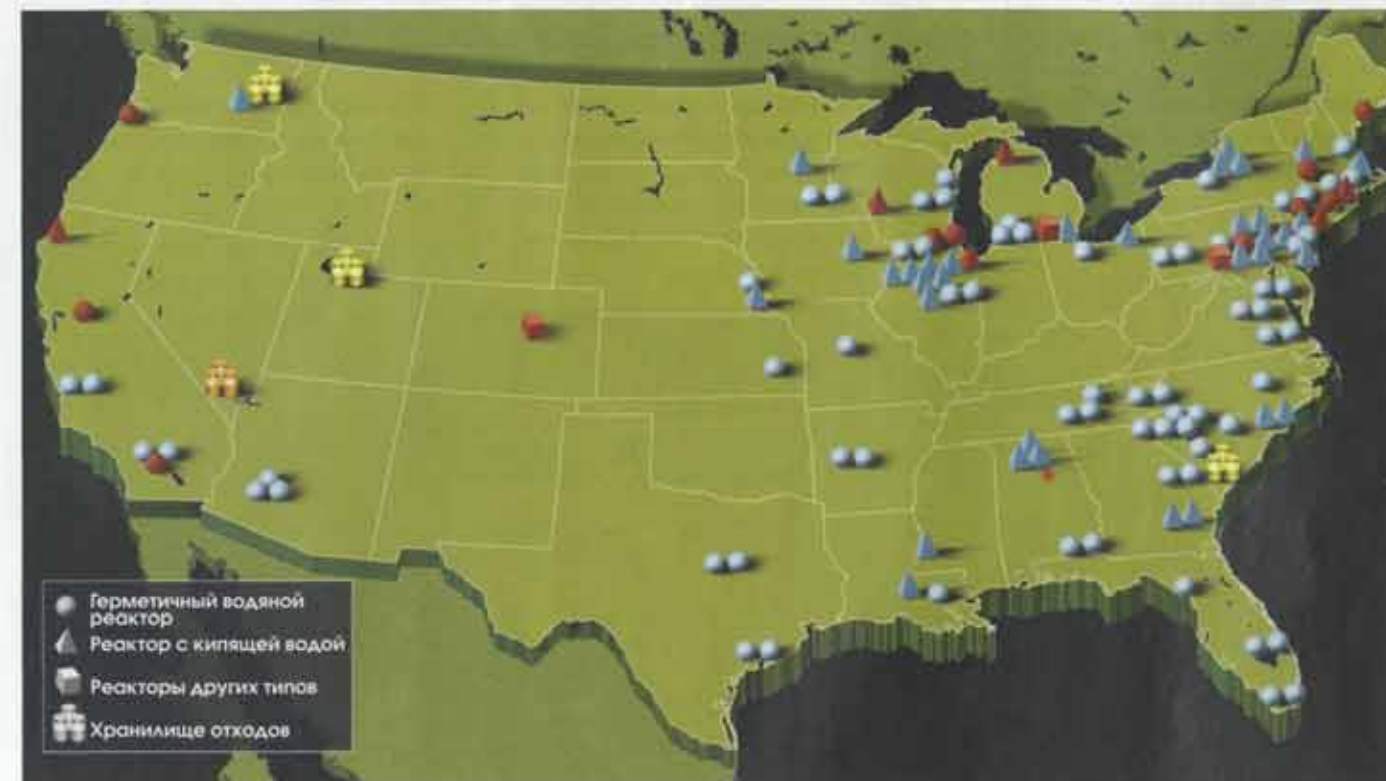 Герметичный водяной
реактор
Реактор с кипящей водой
Реакторы других типов
Хранилище отходов